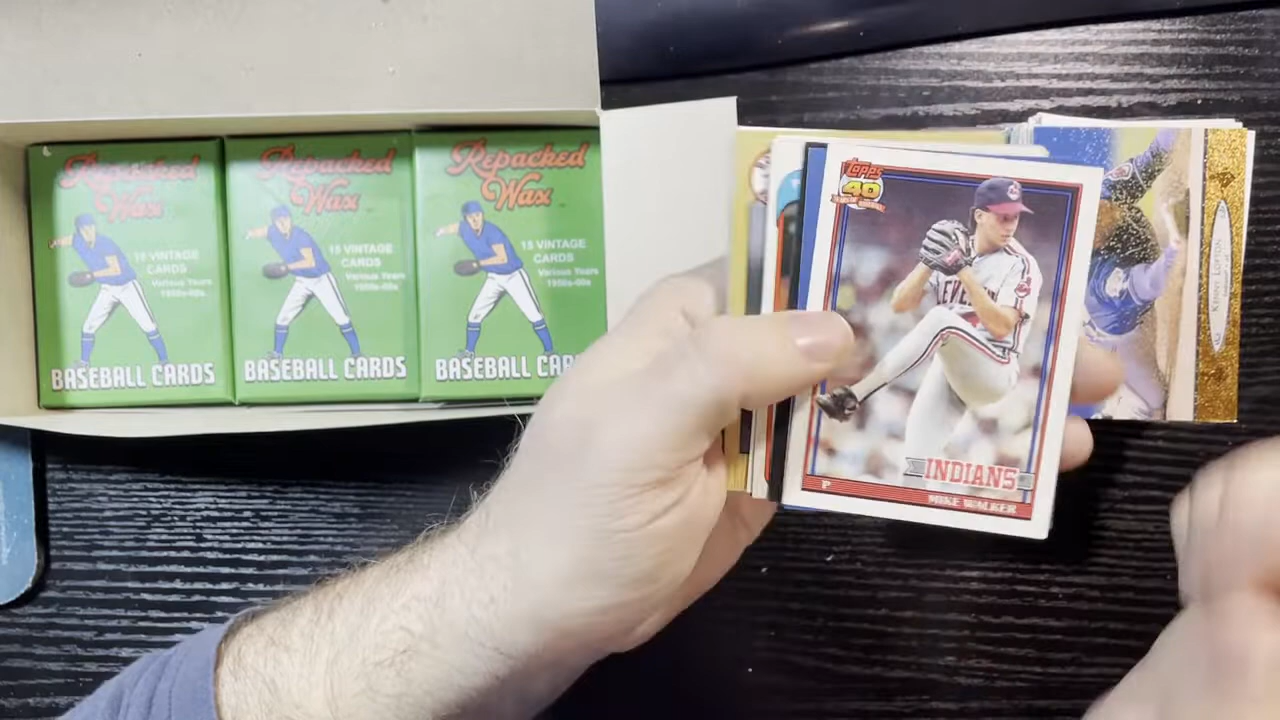 Repacked
Wax
15 VINTAGE
CARDS
Various Years
1950s-00s
BASEBALL CARDS
Repacked
Wax
15 VINTAGE
CARDS
Various Years
1950s-00s
BASEBALL CARDS
Repacked
Wax
15 VINTAGE
CARDS
Various Years
1950s-00s
BASEBALL CAR
TOPPS
40
INDIANS
P
MIKE WALKER
KENNY LOFTON